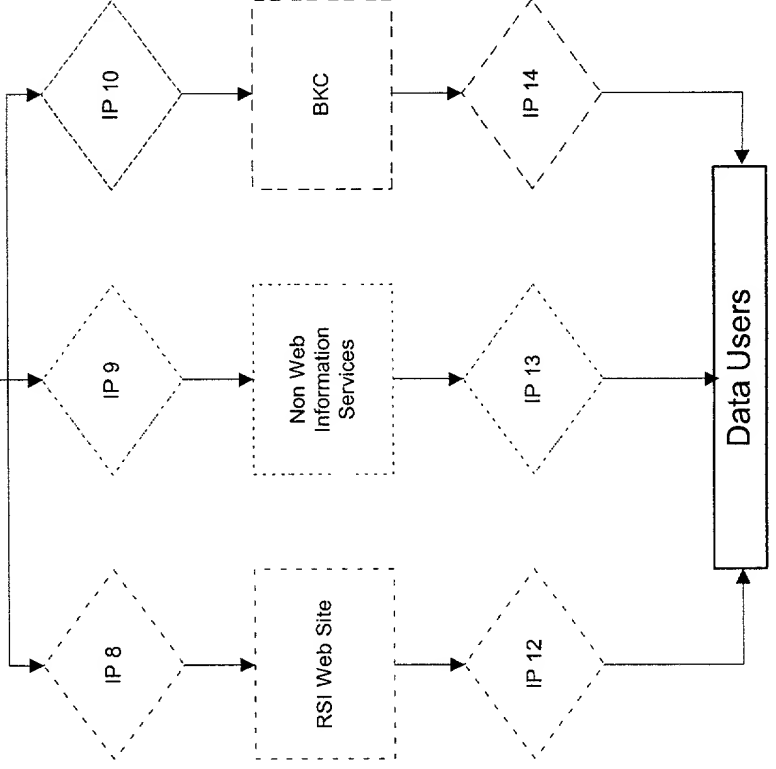 IP 8
IP 9
IP 10
RSI Web Site
Non Web
Information
Services
BKC
IP 12
IP 13
IP 14
Data Users